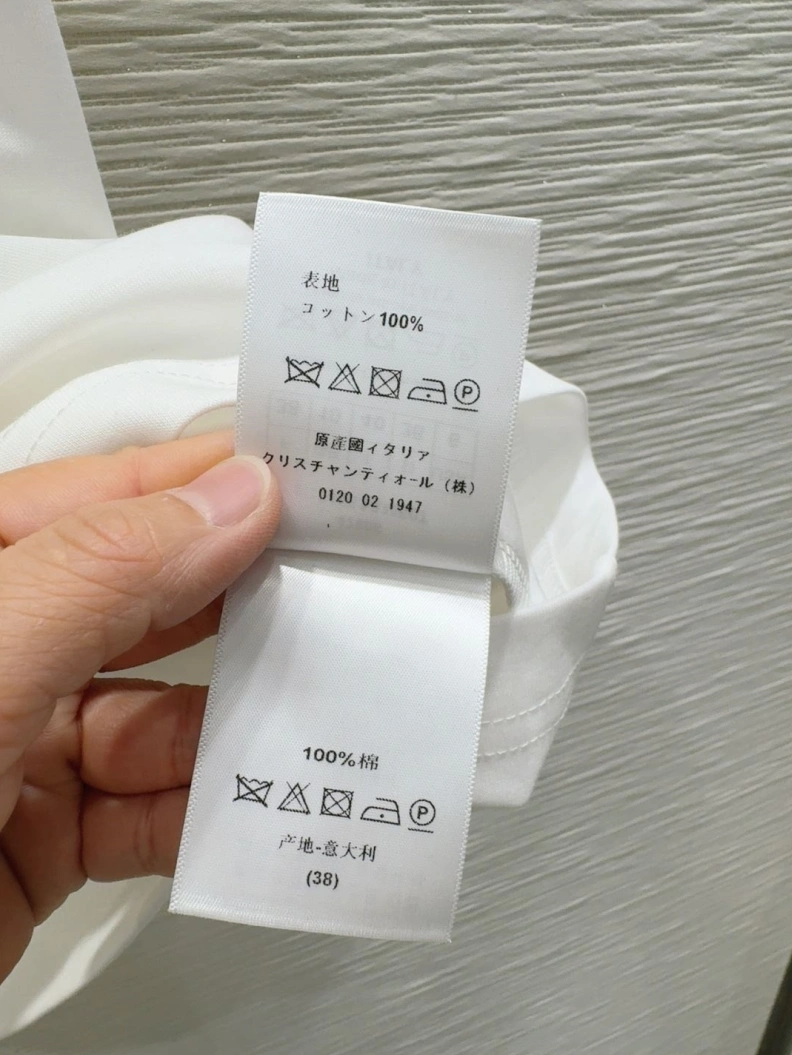 表地
コットン100%
P
原産國イタリア
クリスチャンディオール（株）
0120 02 1947
100%棉
P
产地-意大利
(38)